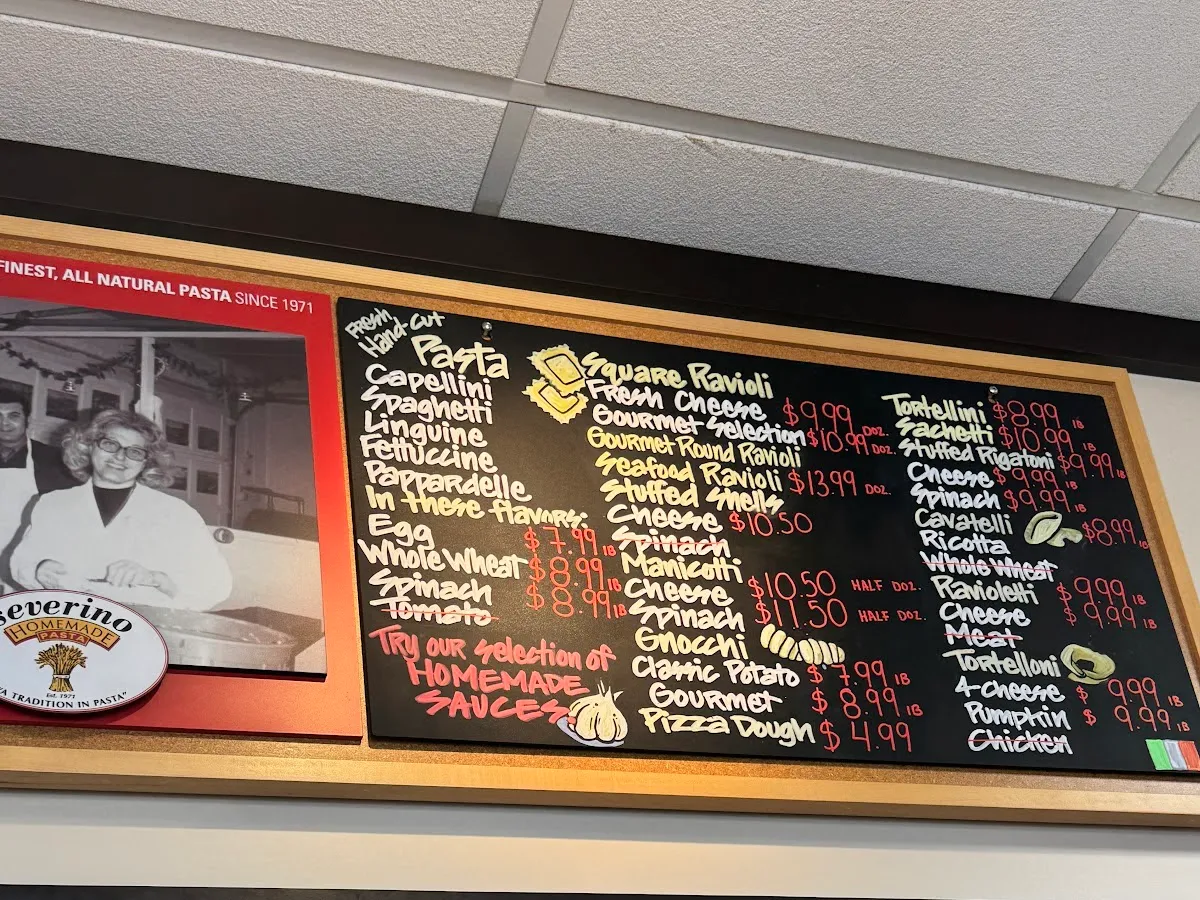 FINEST, ALL NATURAL PASTA SINCE 1971
severino
HOMEMADE
PASTA
Est. 1971
"A TRADITION IN PASTA"
Fresh
Hand-Cut
Pasta
Capellini
Spaghetti
Linguine
Fettuccine
Pappardelle
In these flavors:
Egg $7.99 LB
Whole Wheat $8.99 LB
Spinach $8.99 LB
Tomato
Try our selection of
HOMEMADE
SAUCES
Square Ravioli
Fresh Cheese $9.99 DOZ.
Gourmet Selection $10.99 DOZ.
Gourmet Round Ravioli
Seafood Ravioli $13.99 DOZ.
Stuffed Shells
Cheese $10.50
Spinach
Manicotti
Cheese $10.50 HALF DOZ.
Spinach $11.50 HALF DOZ.
Gnocchi
Classic Potato $7.99 LB
Gourmet $8.99 LB
Pizza Dough $4.99
Tortellini $8.99 LB
Sachetti $10.99 LB
Stuffed Rigatoni $9.99 LB
Cheese $9.99 LB
Spinach $9.99 LB
Cavatelli $8.99 LB
Ricotta
Whole Wheat
Ravioletti $9.99 LB
Cheese $9.99 LB
Meat
Tortelloni
4-Cheese $9.99 LB
Pumpkin $9.99 LB
Chicken